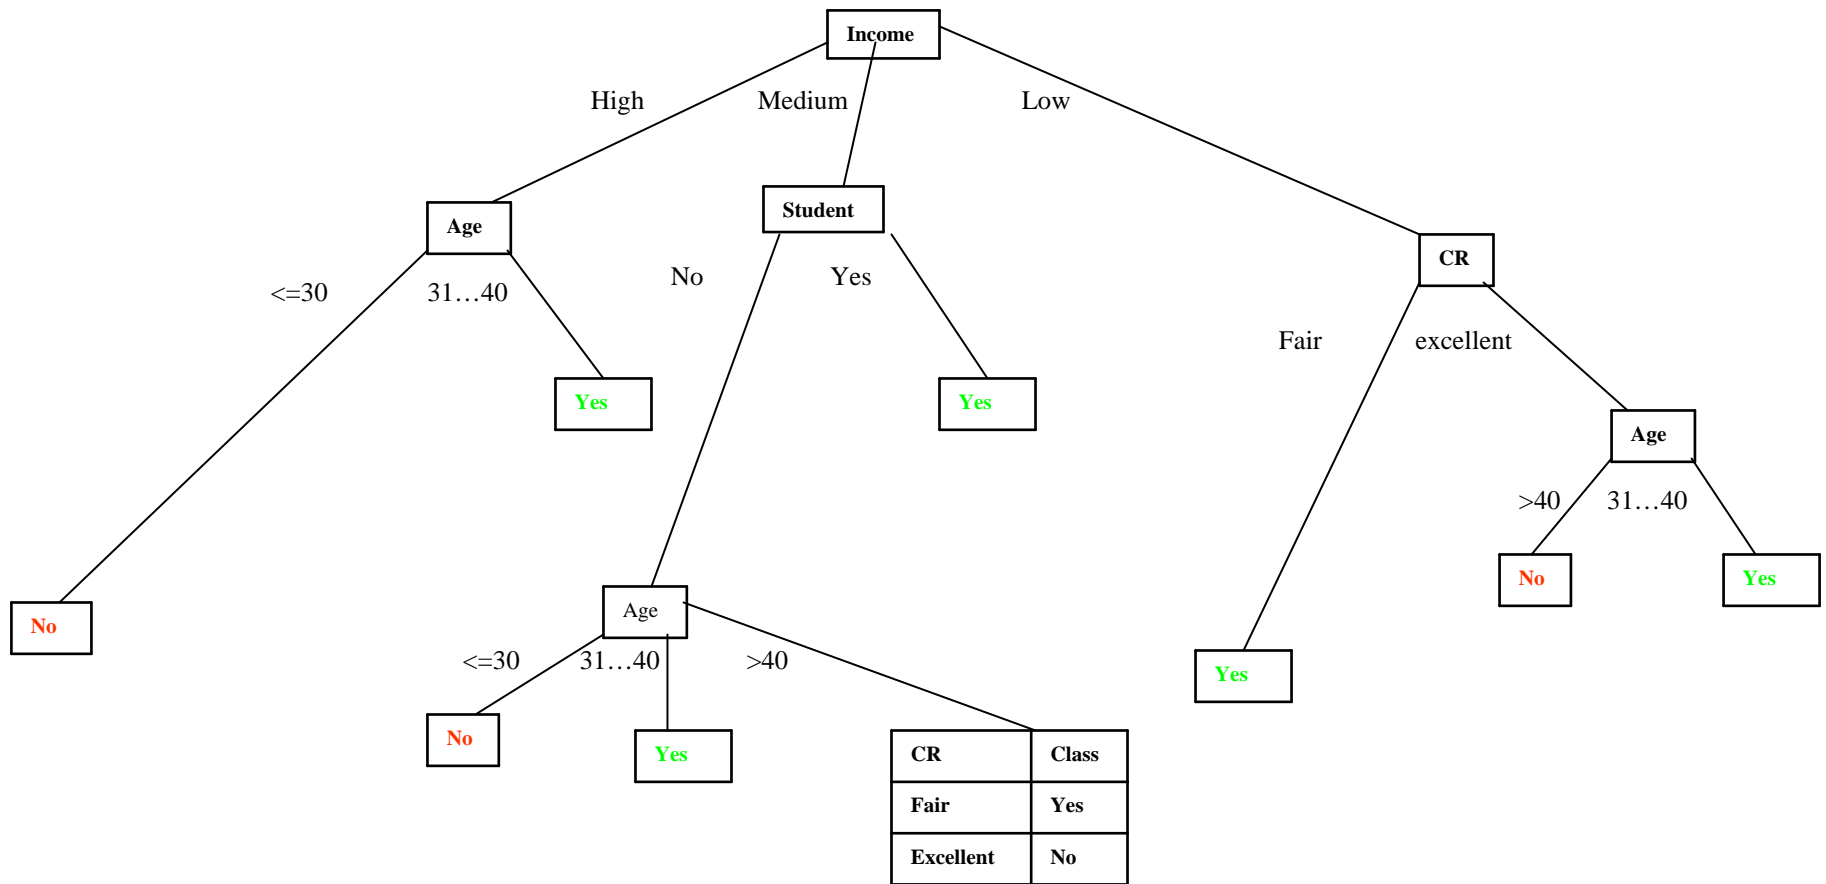 Income
High
Medium
Low
Age
Student
CR
<=30
31…40
No
Yes
Fair
excellent
Yes
Yes
Age
>40
31…40
No
Yes
No
Age
<=30
31…40
>40
Yes
No
Yes
CR Class
Fair Yes
Excellent No